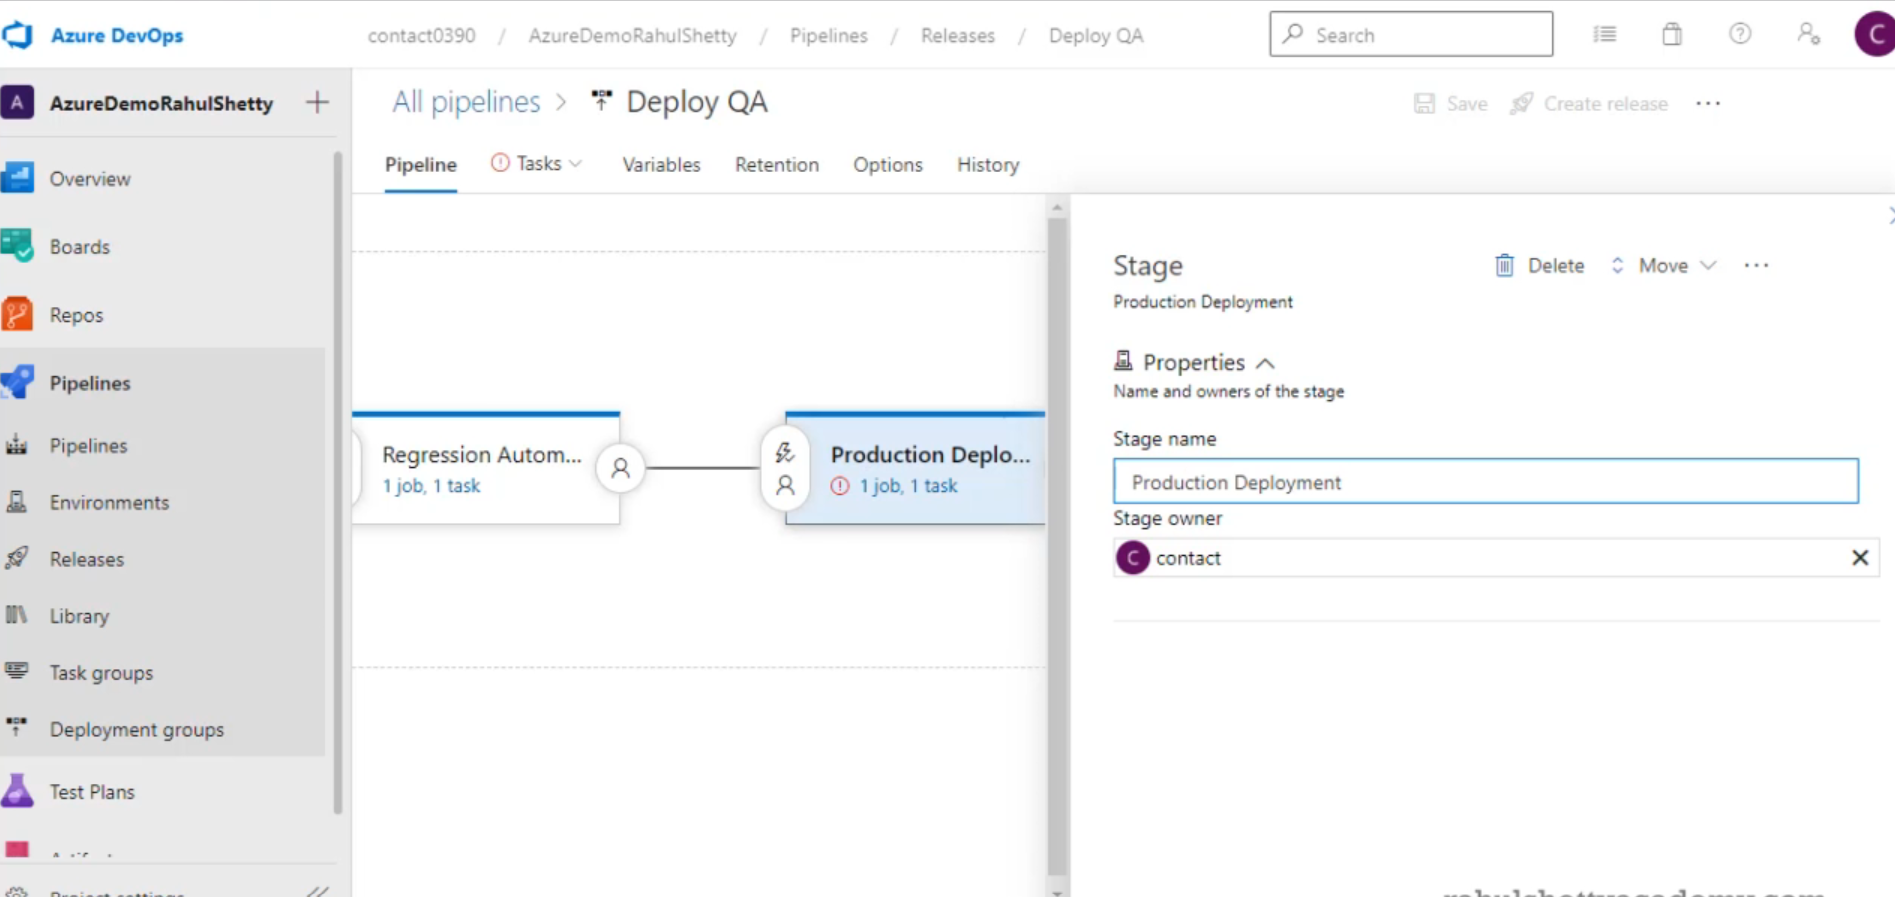 Azure DevOps
contact0390 / AzureDemoRahulShetty / Pipelines / Releases / Deploy QA
Search
C
A
AzureDemoRahulShetty
All pipelines > Deploy QA
Save
Create release
Overview
Boards
Repos
Pipelines
Pipelines
Environments
Releases
Library
Task groups
Deployment groups
Test Plans
Pipeline
Tasks
Variables
Retention
Options
History
Regression Autom...
1 job, 1 task
Production Deplo...
1 job, 1 task
Stage
Delete
Move
Production Deployment
Properties
Name and owners of the stage
Stage name
Production Deployment
Stage owner
C
contact